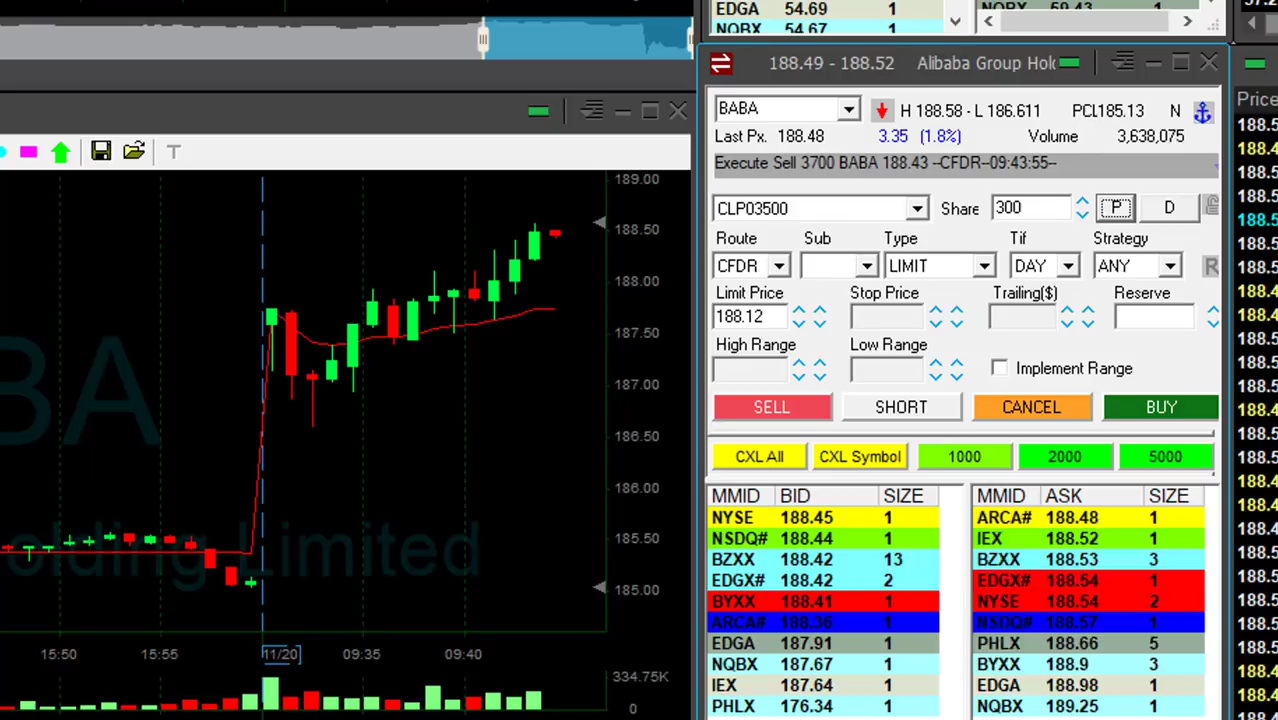 EDGA 54.69 1
NQBX 54.67 1
NQBX 59.43 1
188.49 - 188.52 Alibaba Group Hol
BABA H 188.58 - L 186.611 PCL185.13 N
Last Px. 188.48 3.35 (1.8%) Volume 3,638,075
Execute Sell 3700 BABA 188.43 --CFDR--09:43:55--
CLP03500 Share 300 P D
Route Sub Type Tif Strategy
CFDR LIMIT DAY ANY R
Limit Price Stop Price Trailing($) Reserve
188.12
High Range Low Range
Implement Range
SELL SHORT CANCEL BUY
CXL All CXL Symbol 1000 2000 5000
MMID BID SIZE MMID ASK SIZE
NYSE 188.45 1 ARCA# 188.48 1
NSDQ# 188.44 1 IEX 188.52 1
BZXX 188.42 13 BZXX 188.53 3
EDGX# 188.42 2 EDGX# 188.54 1
BYXX 188.41 1 NYSE 188.54 2
ARCA# 188.36 1 NSDQ# 188.57 1
EDGA 187.91 1 PHLX 188.66 5
NQBX 187.67 1 BYXX 188.9 3
IEX 187.64 1 EDGA 188.98 1
PHLX 176.34 1 NQBX 189.25 1
T
189.00
188.50
188.00
187.50
187.00
186.50
186.00
185.50
185.00
BA
olding Limited
15:50 15:55 11/20 09:35 09:40
334.75K
0
Price